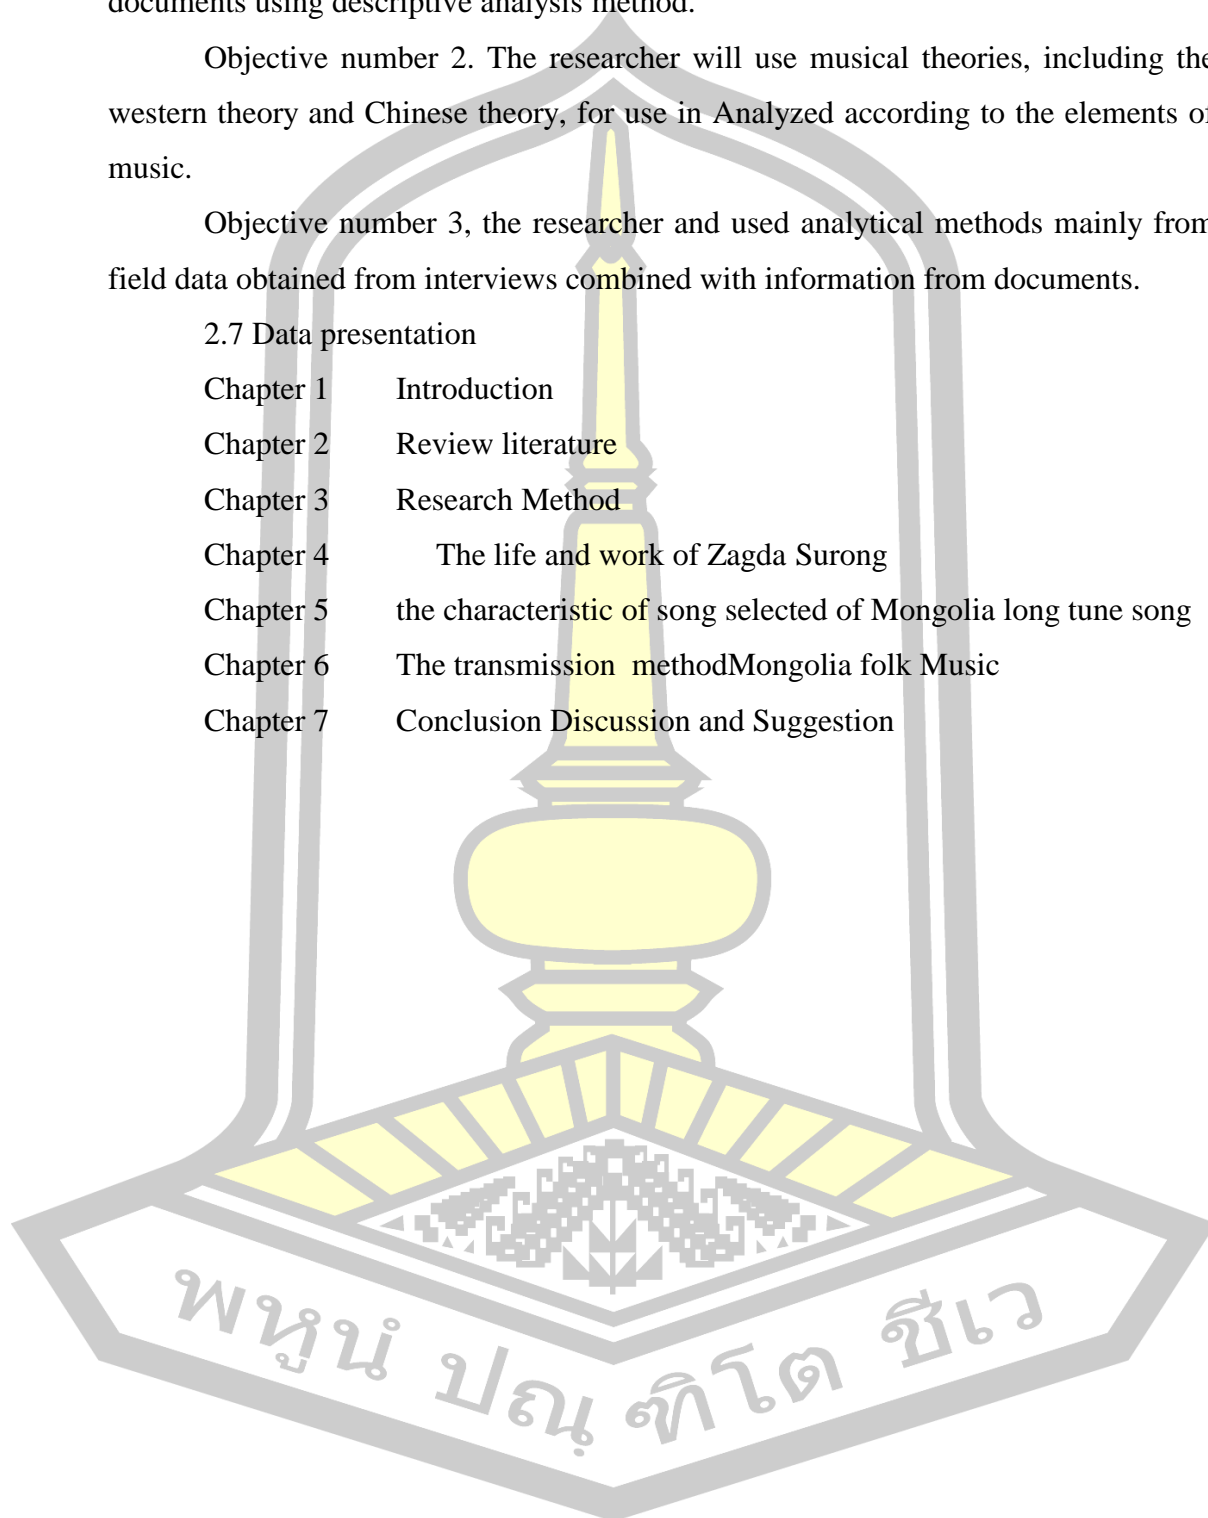 documents using descriptive analysis method.
Objective number 2. The researcher will use musical theories, including the
western theory and Chinese theory, for use in Analyzed according to the elements of
music.
Objective number 3, the researcher and used analytical methods mainly from
field data obtained from interviews combined with information from documents.
2.7 Data presentation
Chapter 1 Introduction
Chapter 2 Review literature
Chapter 3 Research Method
Chapter 4 The life and work of Zagda Surong
Chapter 5 the characteristic of song selected of Mongolia long tune song
Chapter 6 The transmission methodMongolia folk Music
Chapter 7 Conclusion Discussion and Suggestion
พหูนํ ปณฺฑิโต ชีเว